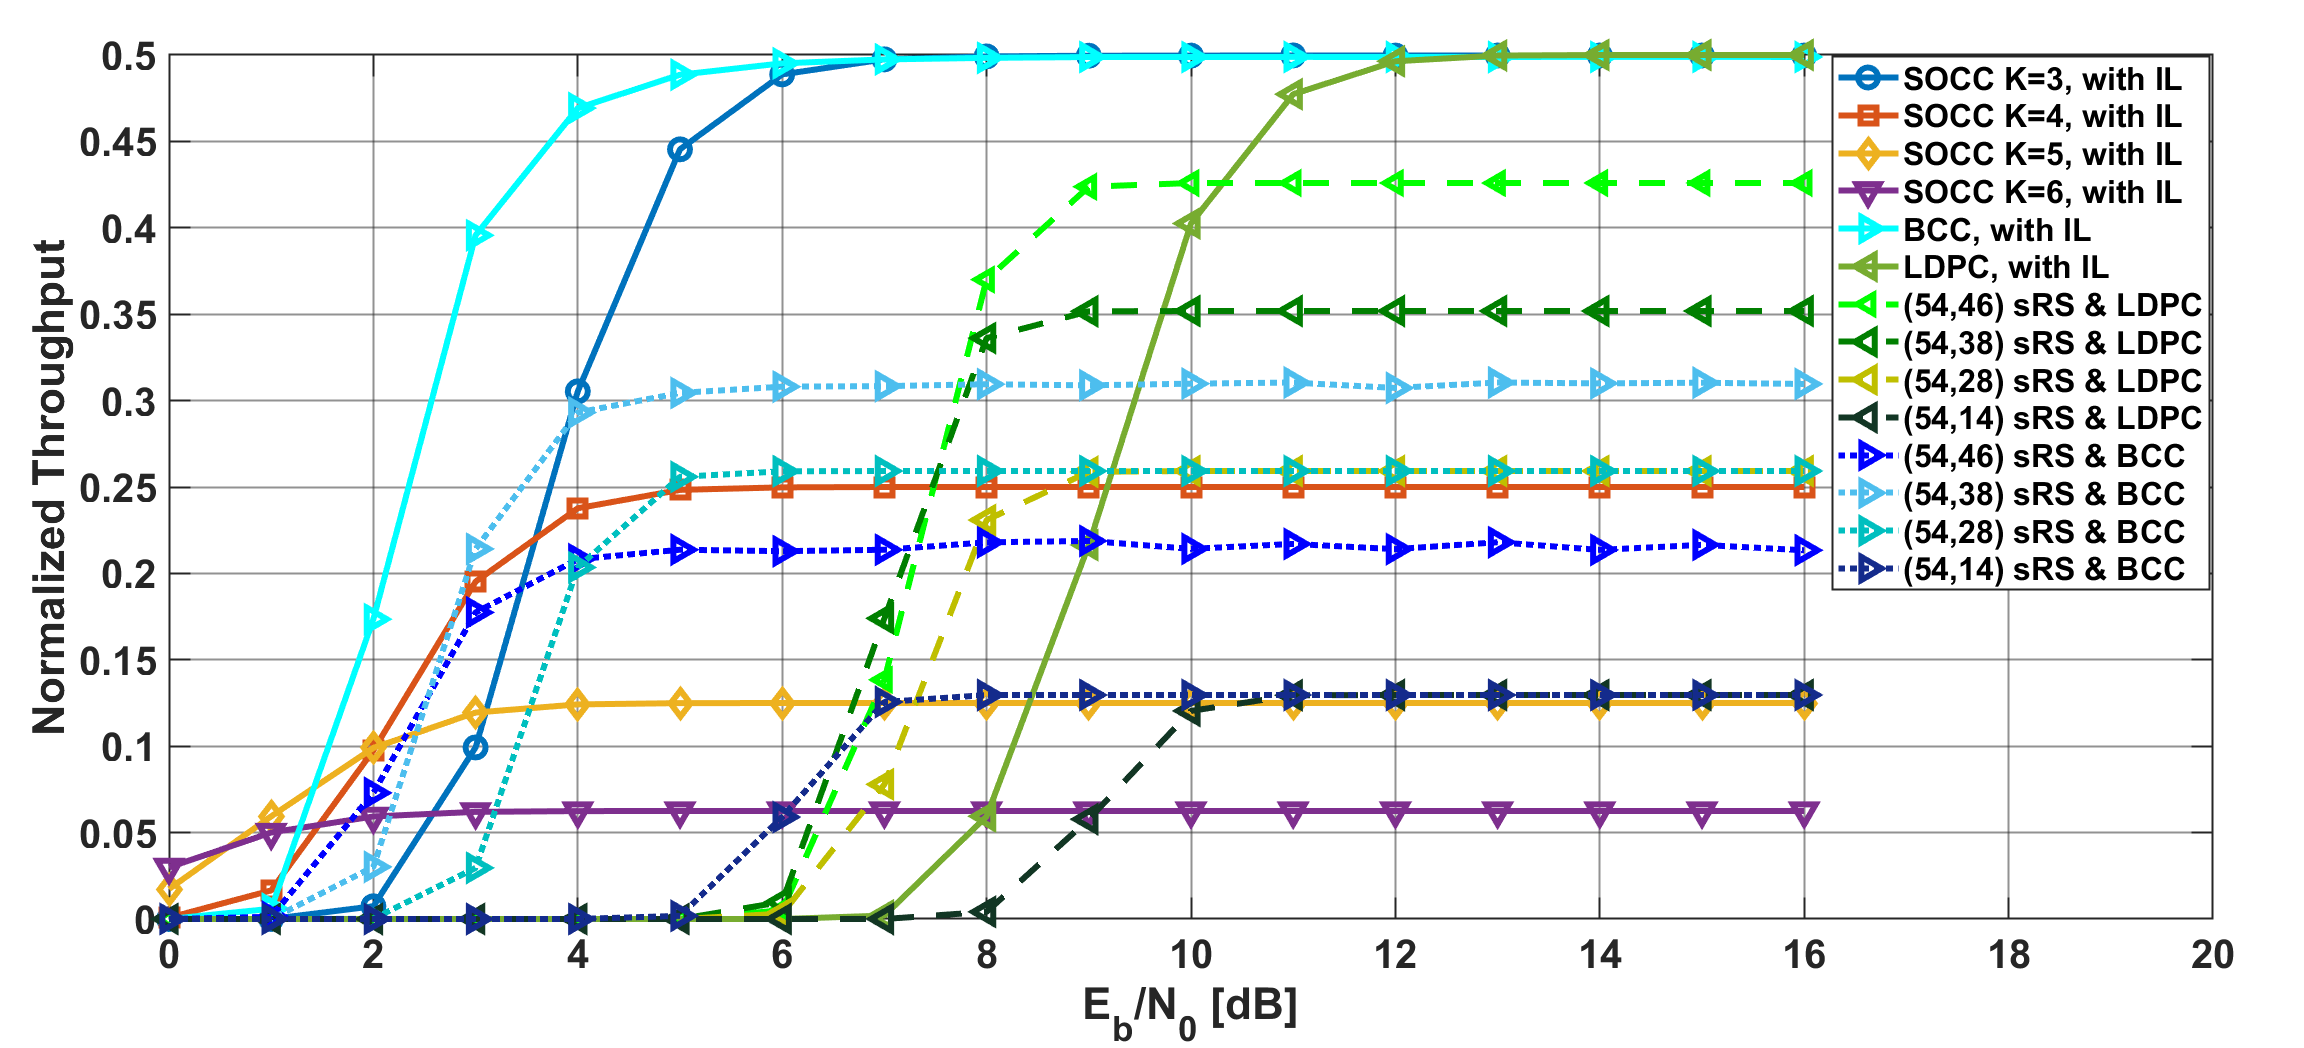 0.5
0.45
0.4
0.35
0.3
0.25
0.2
0.15
0.1
0.05
0
Normalized Throughput
0 2 4 6 8 10 12 14 16 18 20
E_b/N_0 [dB]
SOCC K=3, with IL
SOCC K=4, with IL
SOCC K=5, with IL
SOCC K=6, with IL
BCC, with IL
LDPC, with IL
(54,46) sRS & LDPC
(54,38) sRS & LDPC
(54,28) sRS & LDPC
(54,14) sRS & LDPC
(54,46) sRS & BCC
(54,38) sRS & BCC
(54,28) sRS & BCC
(54,14) sRS & BCC